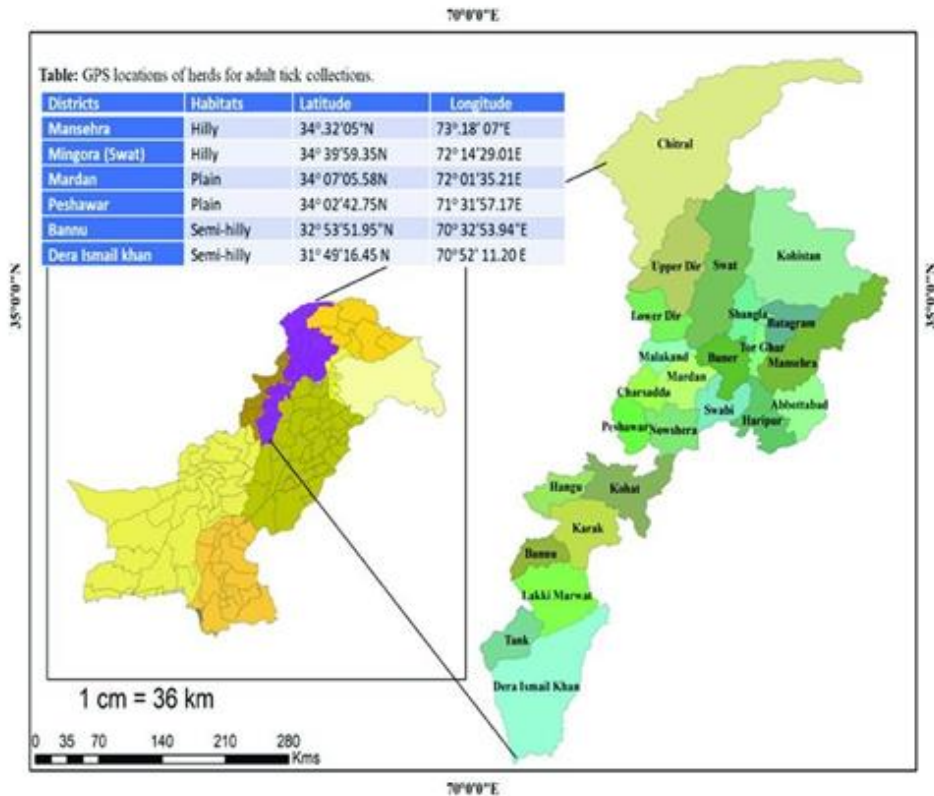 70°0'0"E
Table: GPS locations of herds for adult tick collections.
Districts Habitats Latitude Longitude
Mansehra Hilly 34°.32'05"N 73°.18' 07"E
Mingora (Swat) Hilly 34° 39'59.35N 72° 14'29.01E
Mardan Plain 34° 07'05.58N 72° 01'35.21E
Peshawar Plain 34° 02'42.75N 71° 31'57.17E
Bannu Semi-hilly 32° 53'51.95"N 70° 32'53.94"E
Dera Ismail khan Semi-hilly 31° 49'16.45 N 70° 52' 11.20 E
35°0'0"N
35°0'0"N
Chitral
Upper Dir
Swat
Kohistan
Lower Dir
Shangla
Batagram
Malakand
Buner
Tor Ghar
Mansehra
Mardan
Charsadda
Swabi
Abbottabad
Haripur
Peshawar
Nowshera
Hangu
Kohat
Karak
Bannu
Lakki Marwat
Tank
Dera Ismail Khan
1 cm = 36 km
0 35 70 140 210 280
Kms
70°0'0"E